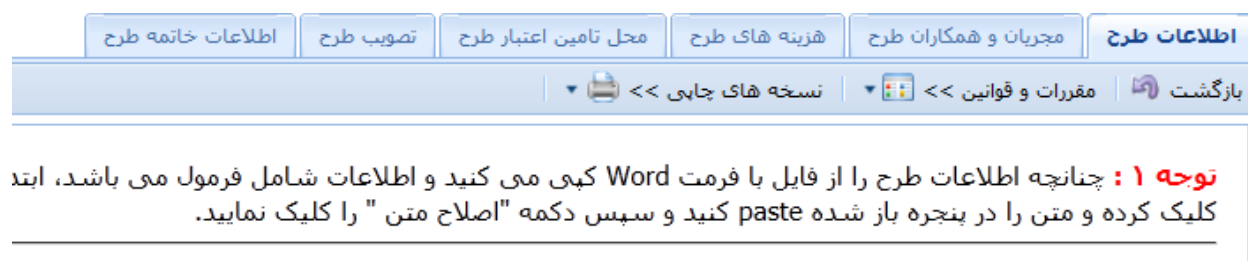 اطلاعات طرح مجریان و همکاران طرح هزینه های طرح محل تامین اعتبار طرح تصویب طرح اطلاعات خاتمه طرح
بازگشت مقررات و قوانین >> نسخه های چاپی >>
توجه ۱ : چنانچه اطلاعات طرح را از فایل با فرمت Word کپی می کنید و اطلاعات شامل فرمول می باشد، ابتد
کلیک کرده و متن را در پنجره باز شده paste کنید و سپس دکمه "اصلاح متن " را کلیک نمایید.